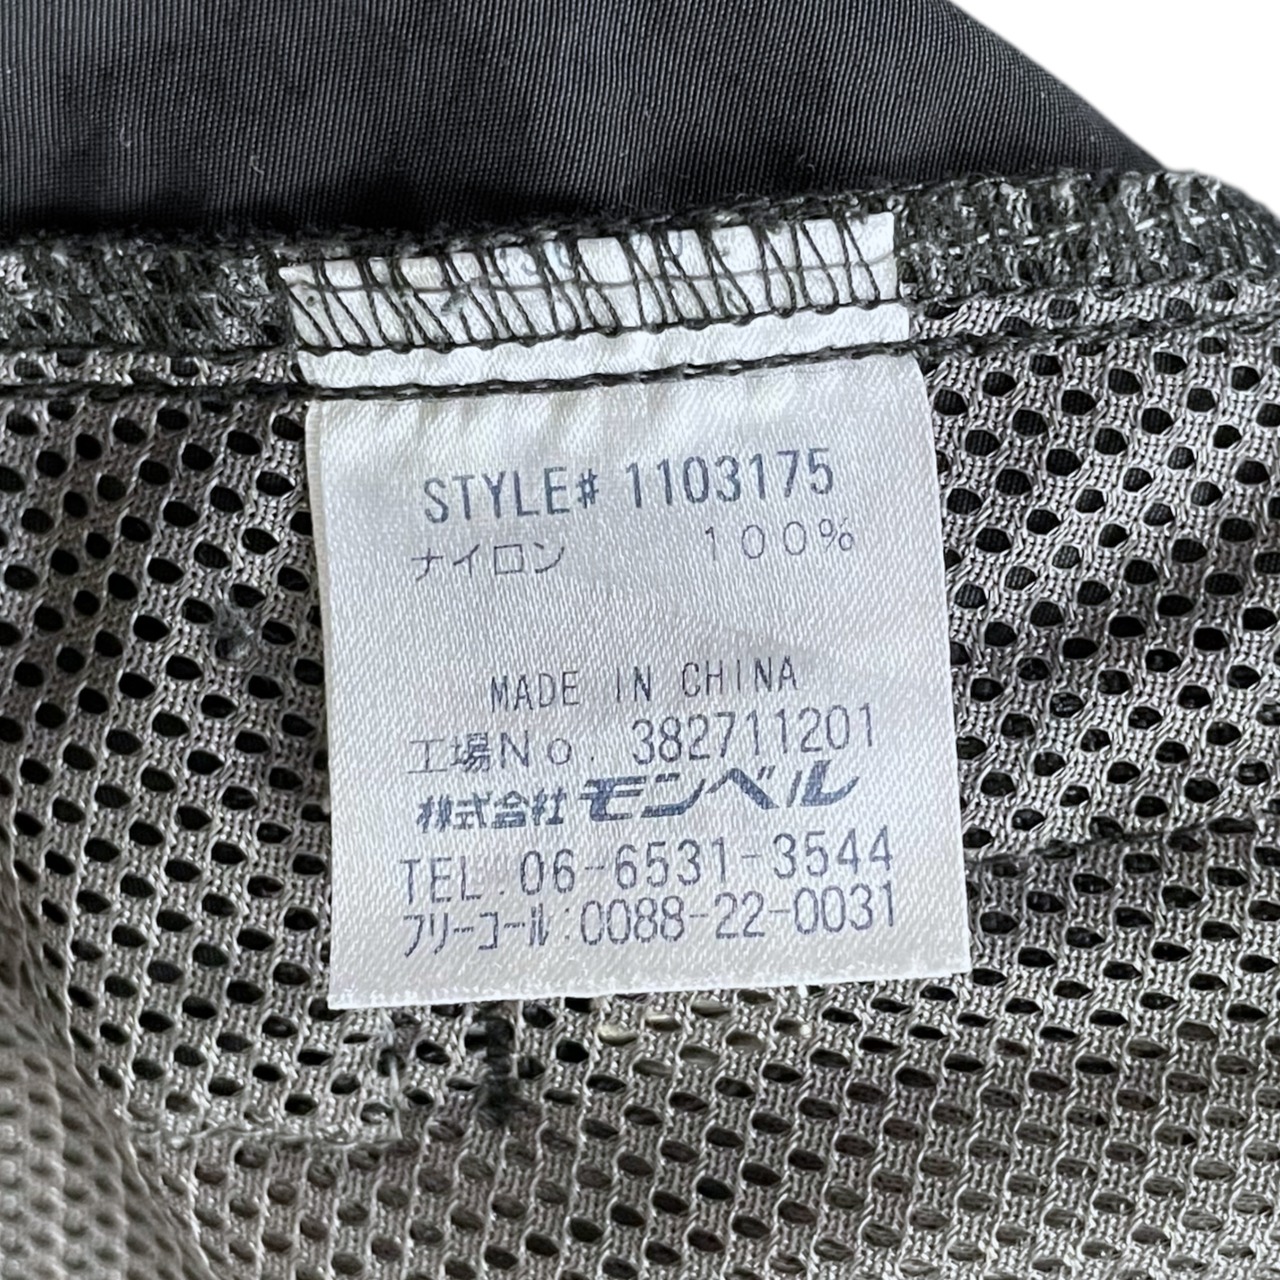 STYLE# 1103175
ナイロン 100%
MADE IN CHINA
工場No. 382711201
株式会社モンベル
TEL.06-6531-3544
フリーコール:0088-22-0031